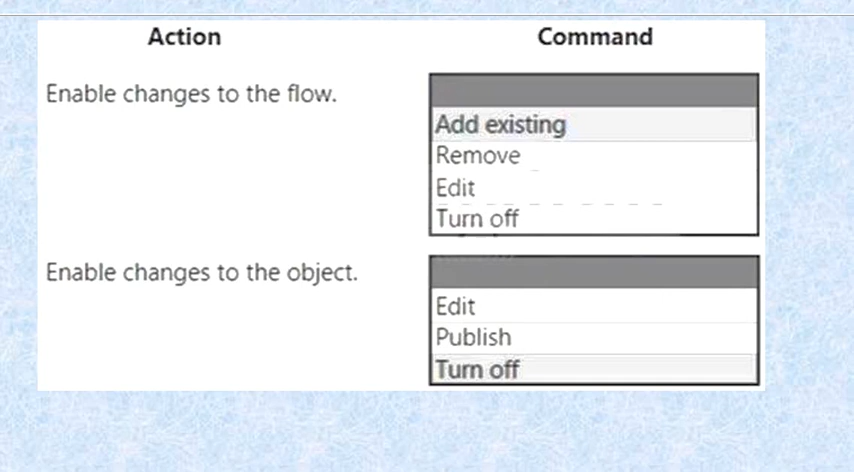 Action Command
Enable changes to the flow.
Add existing
Remove
Edit
Turn off
Enable changes to the object.
Edit
Publish
Turn off